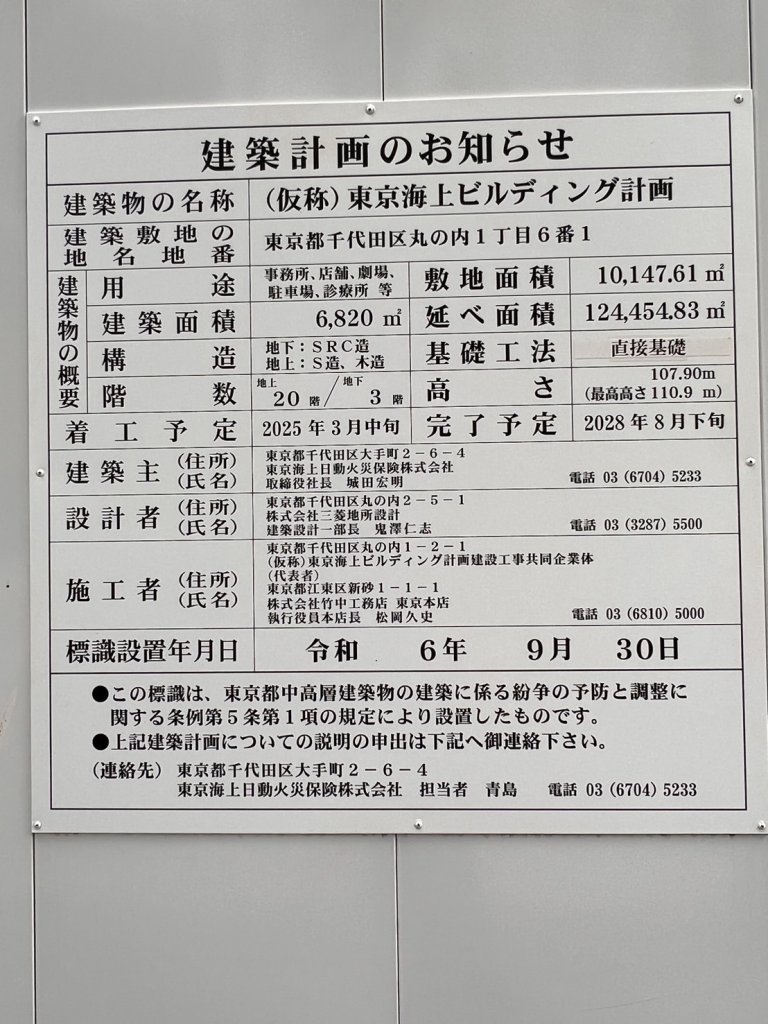 建築計画のお知らせ
建築物の名称 (仮称)東京海上ビルディング計画
建築敷地の地名地番 東京都千代田区丸の内1丁目6番1
建築物の概要
用途 事務所、店舗、劇場、
駐車場、診療所 等
敷地面積 10,147.61㎡
建築面積 6,820㎡
延べ面積 124,454.83㎡
構造 地下:SRC造
地上:S造、木造
基礎工法 直接基礎
階数 地上20階/地下3階
高さ 107.90m
(最高高さ110.9 m)
着工予定 2025年3月中旬
完了予定 2028年8月下旬
建築主 (住所)
(氏名)
東京都千代田区大手町2-6-4
東京海上日動火災保険株式会社
取締役社長 城田宏明 電話 03(6704)5233
設計者 (住所)
(氏名)
東京都千代田区丸の内2-5-1
株式会社三菱地所設計
建築設計一部長 鬼澤仁志 電話 03(3287)5500
施工者 (住所)
(氏名)
東京都千代田区丸の内1-2-1
(仮称)東京海上ビルディング計画建設工事共同企業体
(代表者)
東京都江東区新砂1-1-1
株式会社竹中工務店 東京本店
執行役員本店長 松岡久史 電話 03(6810)5000
標識設置年月日 令和 6年 9月 30日
●この標識は、東京都中高層建築物の建築に係る紛争の予防と調整に
関する条例第5条第1項の規定により設置したものです。
●上記建築計画についての説明の申出は下記へ御連絡下さい。
(連絡先) 東京都千代田区大手町2-6-4
東京海上日動火災保険株式会社 担当者 青島 電話 03(6704)5233